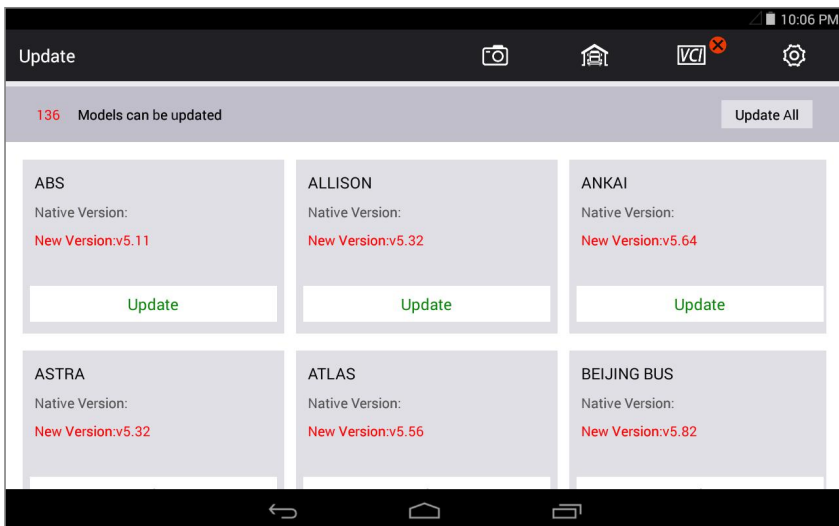 10:06 PM
Update
VCI
136 Models can be updated
Update All
ABS
Native Version:
New Version:v5.11
Update
ALLISON
Native Version:
New Version:v5.32
Update
ANKAI
Native Version:
New Version:v5.64
Update
ASTRA
Native Version:
New Version:v5.32
ATLAS
Native Version:
New Version:v5.56
BEIJING BUS
Native Version:
New Version:v5.82